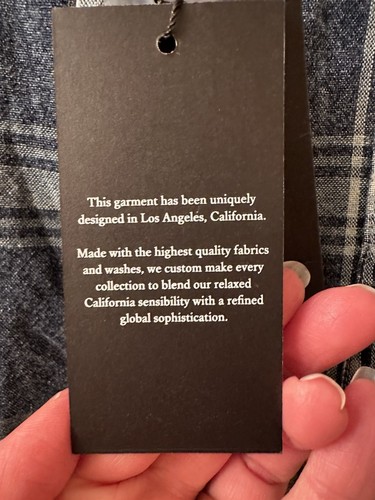 This garment has been uniquely
designed in Los Angeles, California.
Made with the highest quality fabrics
and washes, we custom make every
collection to blend our relaxed
California sensibility with a refined
global sophistication.